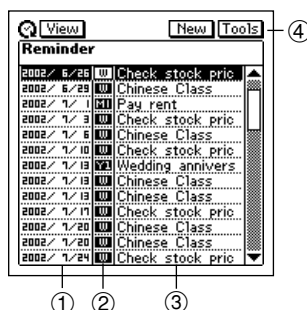 View New Tools ④
Reminder
2002/ 6/26 W Check stock pric
2002/ 6/29 W Chinese Class
2002/ 7/ 1 M1 Pay rent
2002/ 7/ 3 W Check stock pric
2002/ 7/ 6 W Chinese Class
2002/ 7/10 W Check stock pric
2002/ 7/13 Y1 Wedding annivers
2002/ 7/13 W Chinese Class
2002/ 7/13 W Chinese Class
2002/ 7/17 W Check stock pric
2002/ 7/20 W Chinese Class
2002/ 7/20 W Chinese Class
2002/ 7/24 W Check stock pric
① ② ③